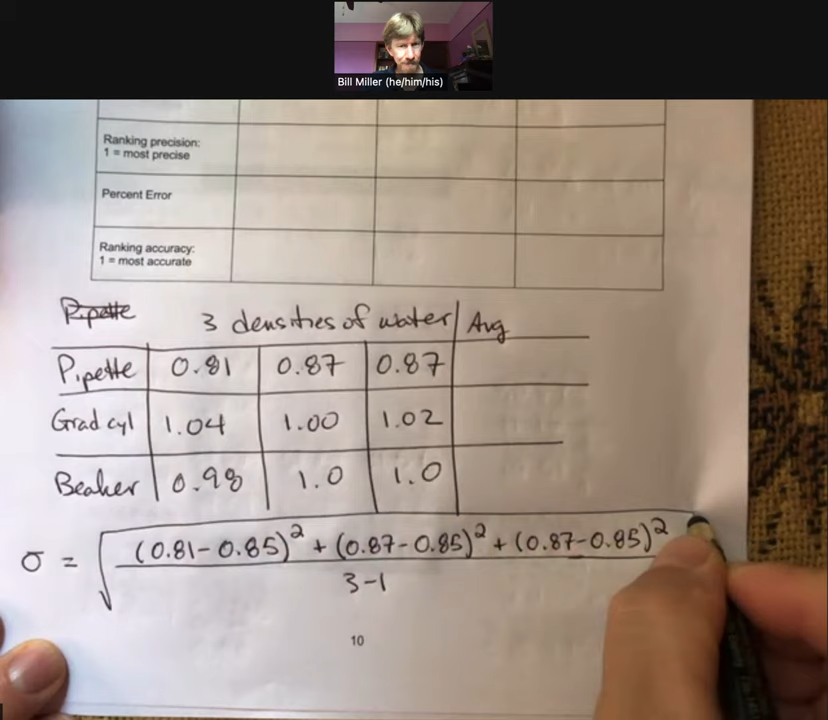 Bill Miller (he/him/his)
Ranking precision:
1 = most precise
Percent Error
Ranking accuracy:
1 = most accurate
Pipette 3 densities of water Avg
Pipette 0.81 0.87 0.87
Grad cyl 1.04 1.00 1.02
Beaker 0.98 1.0 1.0
σ = √(0.81-0.85)² + (0.87-0.85)² + (0.87-0.85)²
3-1
10